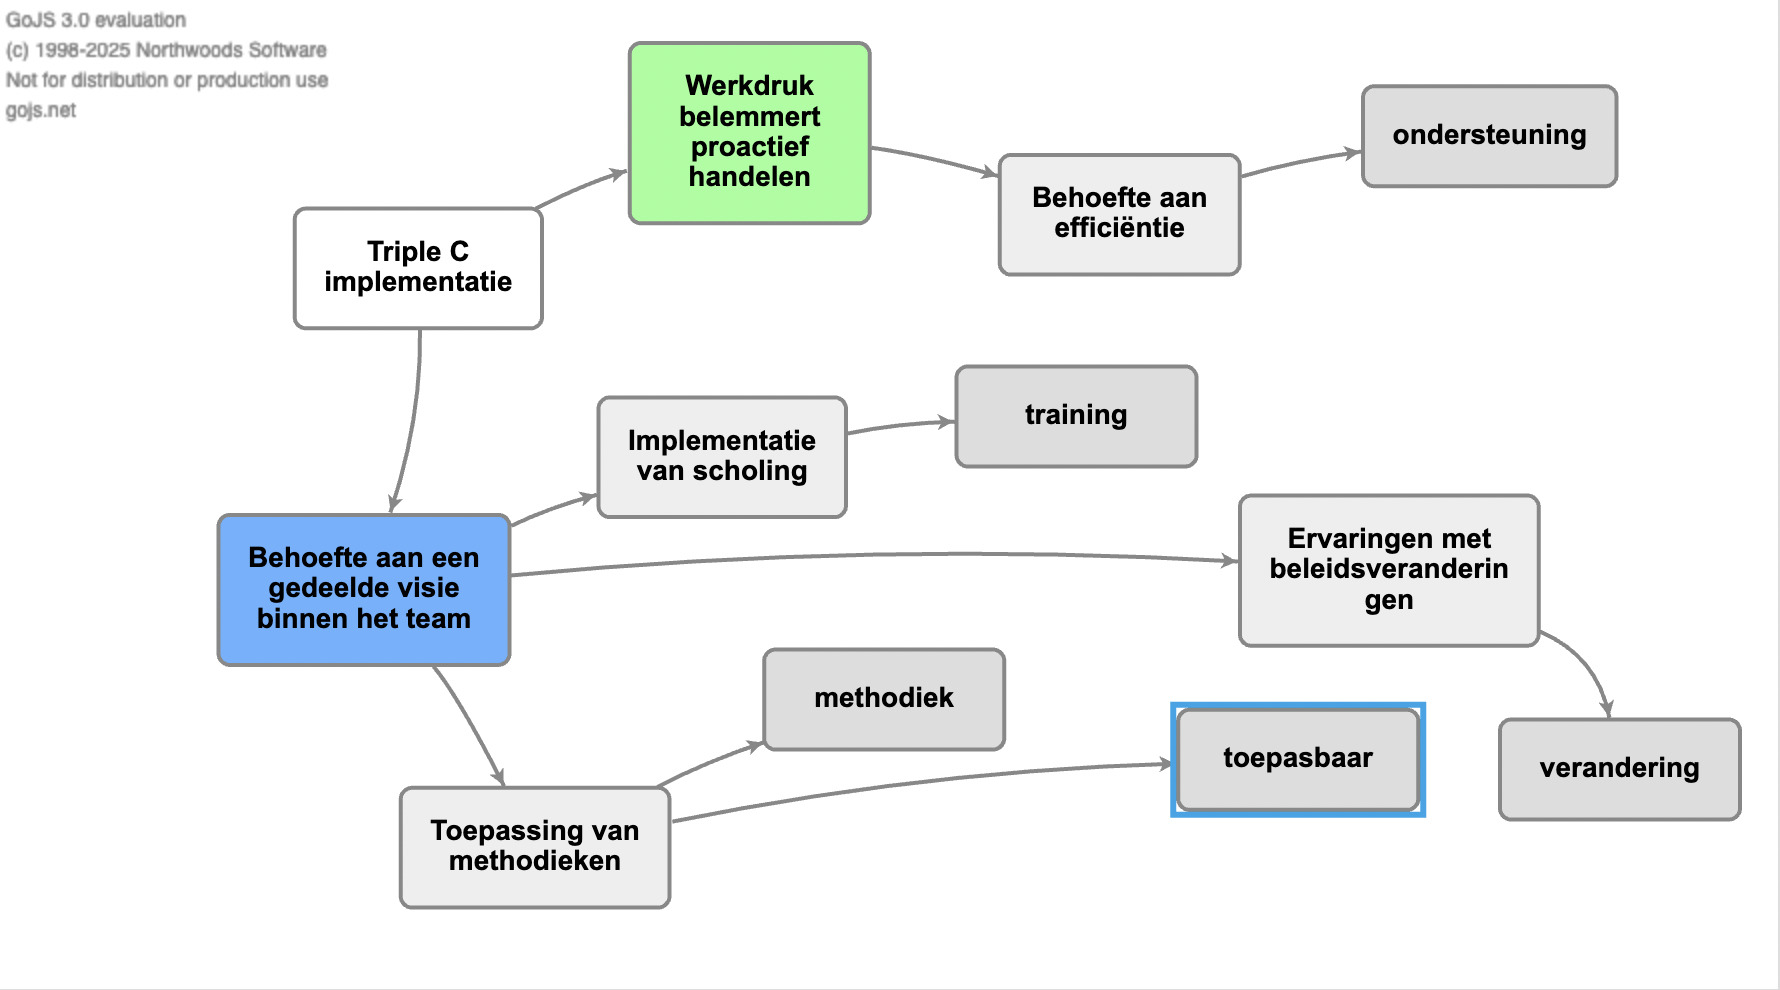 GoJS 3.0 evaluation
(c) 1998-2025 Northwoods Software
Not for distribution or production use
gojs.net
Werkdruk
belemmert
proactief
handelen
ondersteuning
Behoefte aan
efficiëntie
Triple C
implementatie
training
Implementatie
van scholing
Ervaringen met
beleidsveranderin
gen
Behoefte aan een
gedeelde visie
binnen het team
methodiek
toepasbaar
verandering
Toepassing van
methodieken